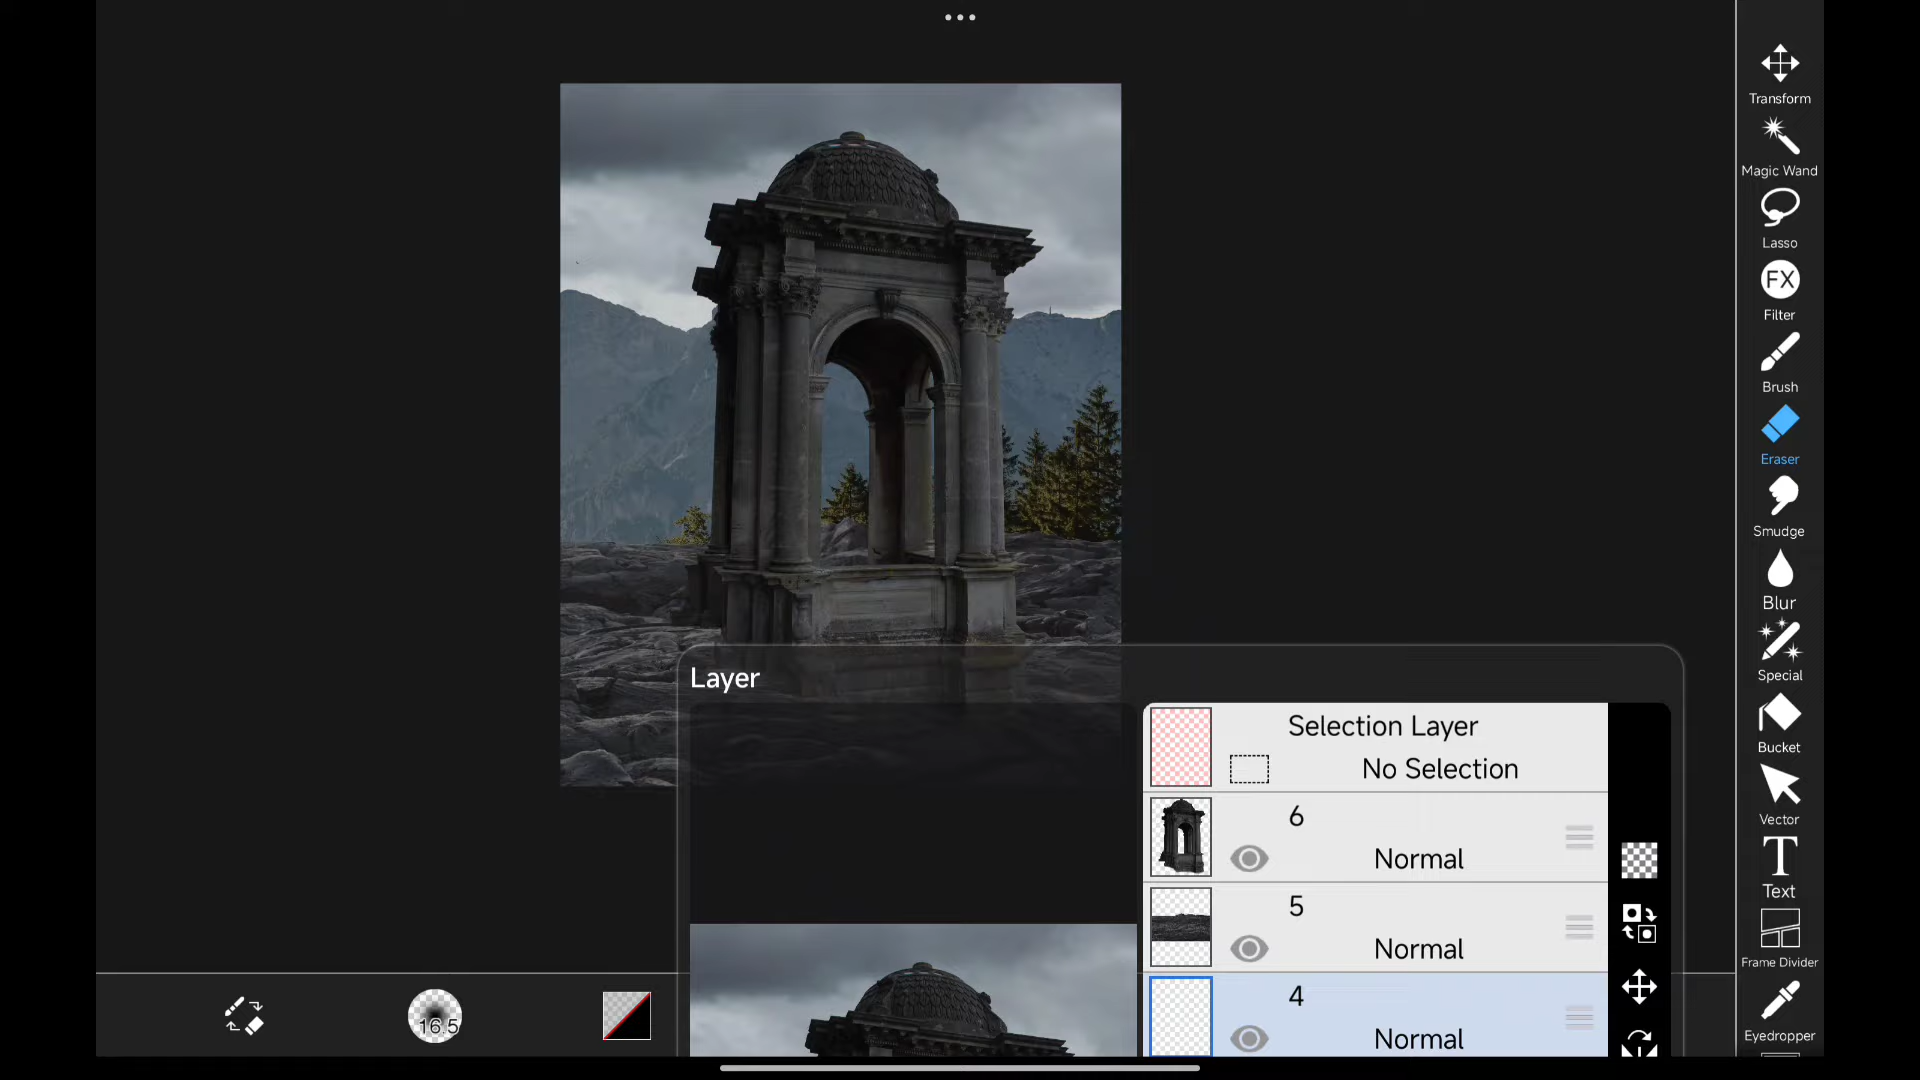 Transform
Magic Wand
Lasso
FX
Filter
Brush
Eraser
Smudge
Blur
Special
Bucket
Vector
T
Text
Frame Divider
Eyedropper
Layer
Selection Layer
No Selection
6
Normal
5
Normal
4
Normal
16.5